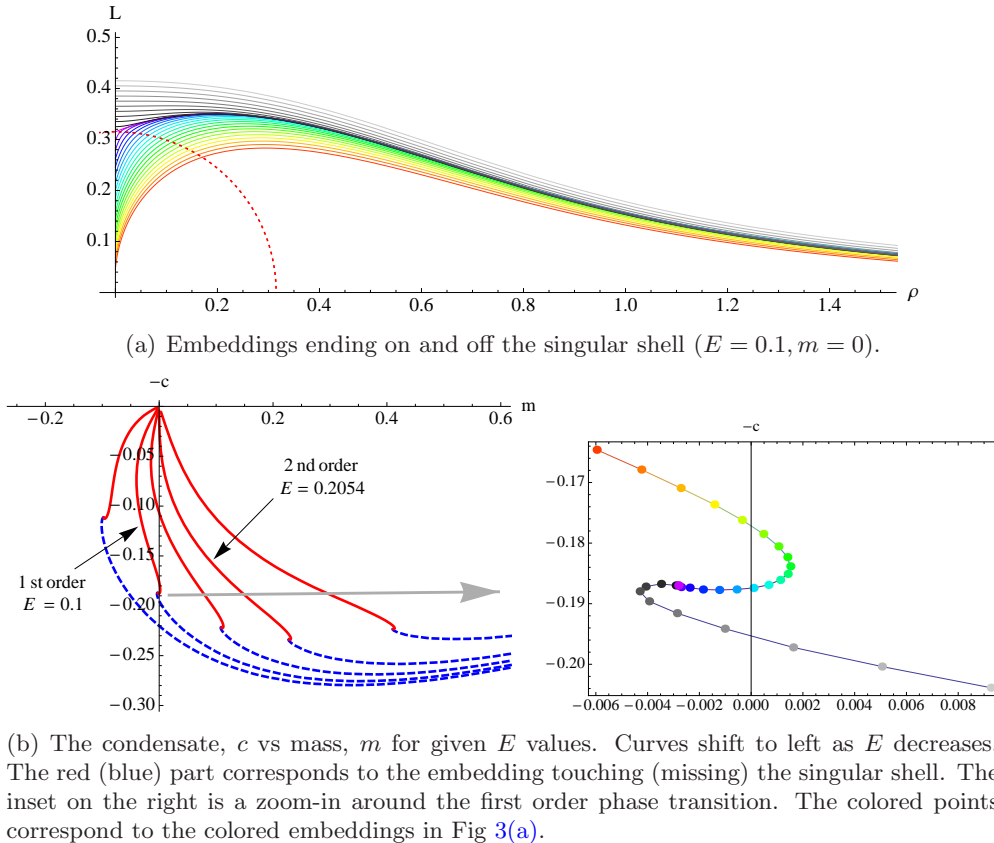 L
0.5
0.4
0.3
0.2
0.1
0.2 0.4 0.6 0.8 1.0 1.2 1.4 ρ
(a) Embeddings ending on and off the singular shell (E = 0.1, m = 0).
-c
-0.2 0.2 0.4 0.6 m
-0.05
-0.10
-0.15
-0.20
-0.25
-0.30
2 nd order
E = 0.2054
1 st order
E = 0.1
-c
-0.17
-0.18
-0.19
-0.20
-0.006 -0.004 -0.002 0.000 0.002 0.004 0.006 0.008
(b) The condensate, c vs mass, m for given E values. Curves shift to left as E decreases.
The red (blue) part corresponds to the embedding touching (missing) the singular shell. The
inset on the right is a zoom-in around the first order phase transition. The colored points
correspond to the colored embeddings in Fig 3(a).